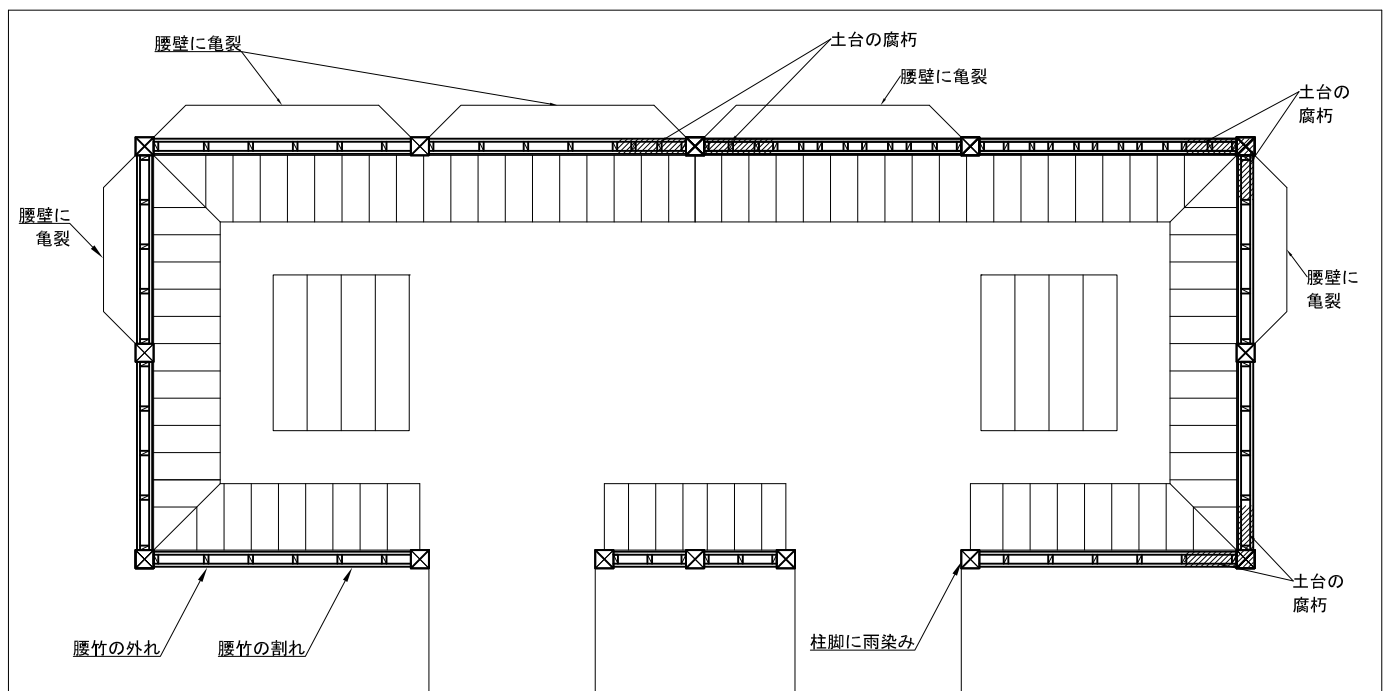 腰壁に亀裂
土台の腐朽
腰壁に亀裂
土台の
腐朽
腰壁に
亀裂
腰壁に
亀裂
土台の
腐朽
腰竹の外れ
腰竹の割れ
柱脚に雨染み